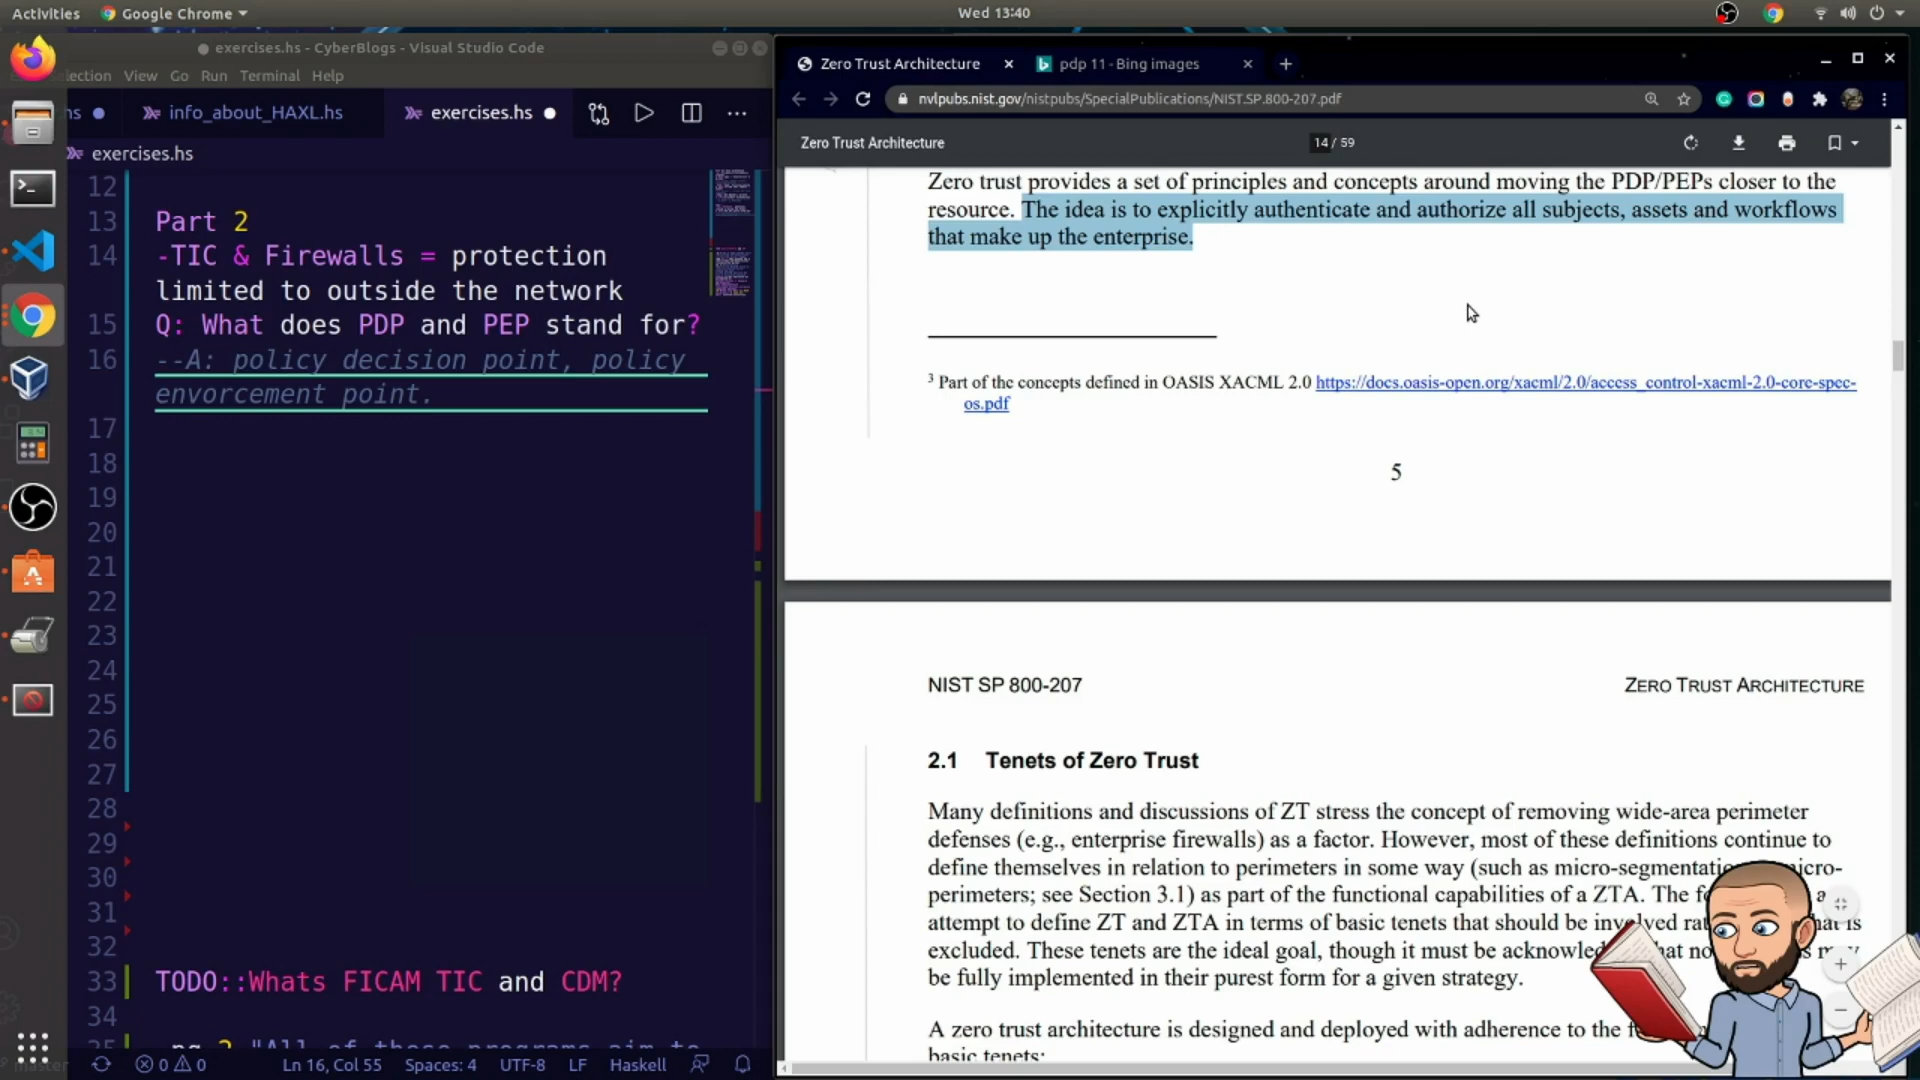 Activities Google Chrome Wed 13:40
exercises.hs - CyberBlogs - Visual Studio Code
View Go Run Terminal Help
info_about_HAXL.hs exercises.hs
exercises.hs
12
13 Part 2
14 -TIC & Firewalls = protection
limited to outside the network
15 Q: What does PDP and PEP stand for?
16 --A: policy decision point, policy
envorcement point.
17
18
19
20
21
22
23
24
25
26
27
28
29
30
31
32
33 TODO::Whats FICAM TIC and CDM?
34
0 0 Ln 16, Col 55 Spaces: 4 UTF-8 LF Haskell
Zero Trust Architecture pdp 11 - Bing images
nvlpubs.nist.gov/nistpubs/SpecialPublications/NIST.SP.800-207.pdf
Zero Trust Architecture 14 / 59
Zero trust provides a set of principles and concepts around moving the PDP/PEPs closer to the
resource. The idea is to explicitly authenticate and authorize all subjects, assets and workflows
that make up the enterprise.
3 Part of the concepts defined in OASIS XACML 2.0 https://docs.oasis-open.org/xacml/2.0/access_control-xacml-2.0-core-spec-
os.pdf
5
NIST SP 800-207 ZERO TRUST ARCHITECTURE
2.1 Tenets of Zero Trust
Many definitions and discussions of ZT stress the concept of removing wide-area perimeter
defenses (e.g., enterprise firewalls) as a factor. However, most of these definitions continue to
define themselves in relation to perimeters in some way (such as
perimeters; see Section 3.1) as part of the functional capabilities of a ZTA. The a
attempt to define ZT and ZTA in terms of basic tenets that should be involved is
excluded. These tenets are the ideal goal, though it must be
be fully implemented in their purest form for a given strategy.
A zero trust architecture is designed and deployed with adherence to the
basic tenets: